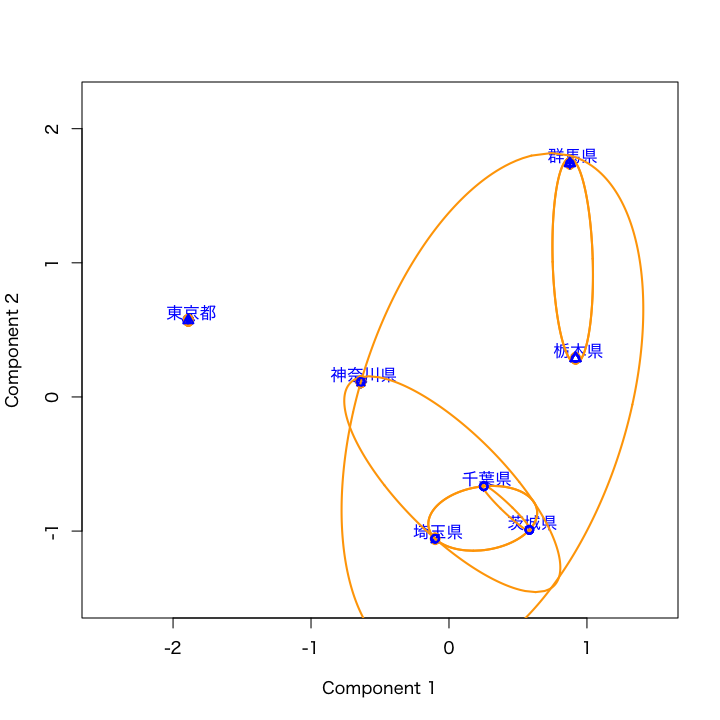 群馬県
東京都
栃木県
神奈川県
千葉県
茨城県
埼玉県
2
1
0
-1
Component 2
-2
-1
0
1
Component 1